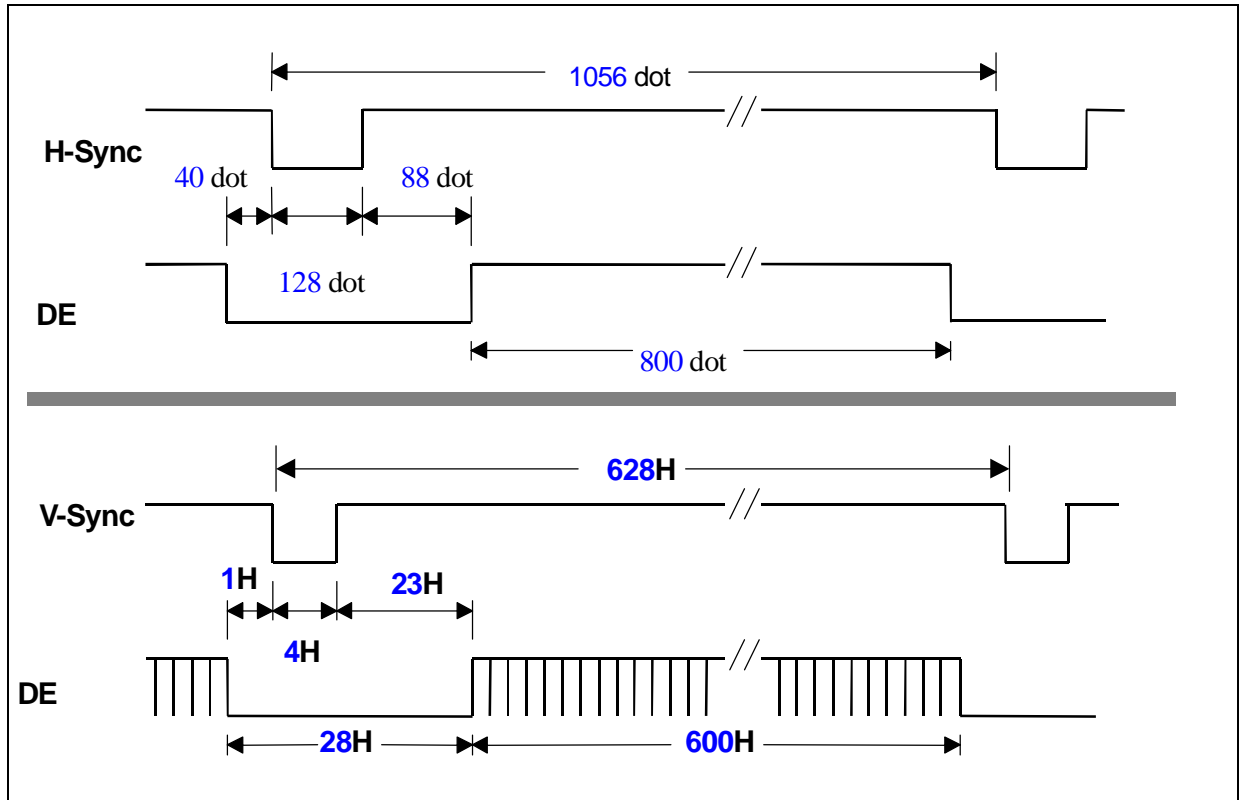 1056 dot
H-Sync
40 dot
88 dot
128 dot
DE
800 dot
628H
V-Sync
1H
23H
4H
DE
28H
600H